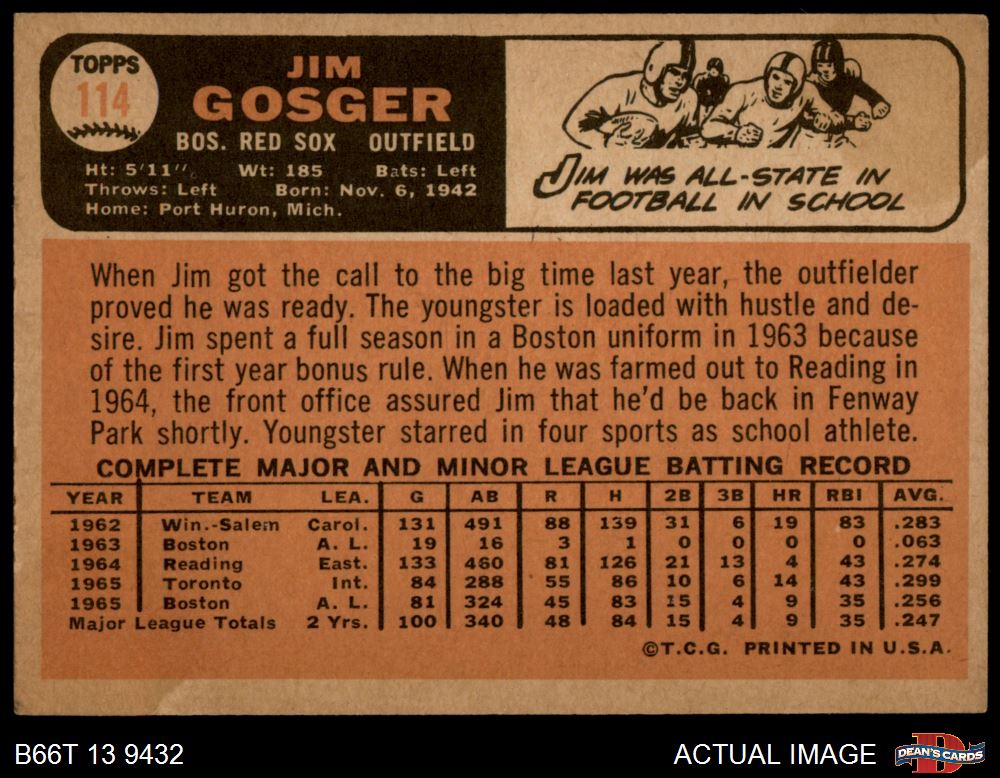 TOPPS
114
JIM
GOSGER
BOS. RED SOX OUTFIELD
Ht: 5'11" Wt: 185 Bats: Left
Throws: Left Born: Nov. 6, 1942
Home: Port Huron, Mich.
JIM WAS ALL-STATE IN
FOOTBALL IN SCHOOL
When Jim got the call to the big time last year, the outfielder
proved he was ready. The youngster is loaded with hustle and de-
sire. Jim spent a full season in a Boston uniform in 1963 because
of the first year bonus rule. When he was farmed out to Reading in
1964, the front office assured Jim that he'd be back in Fenway
Park shortly. Youngster starred in four sports as school athlete.
COMPLETE MAJOR AND MINOR LEAGUE BATTING RECORD
YEAR TEAM LEA. G AB R H 2B 3B HR RBI AVG.
1962 Win.-Salem Carol. 131 491 88 139 31 6 19 83 .283
1963 Boston A. L. 19 16 3 1 0 0 0 0 .063
1964 Reading East. 133 460 81 126 21 13 4 43 .274
1965 Toronto Int. 84 288 55 86 10 6 14 43 .299
1965 Boston A. L. 81 324 45 83 15 4 9 35 .256
Major League Totals 2 Yrs. 100 340 48 84 15 4 9 35 .247
©T.C.G. PRINTED IN U.S.A.
B66T 13 9432
ACTUAL IMAGE
DEAN'S CARDS